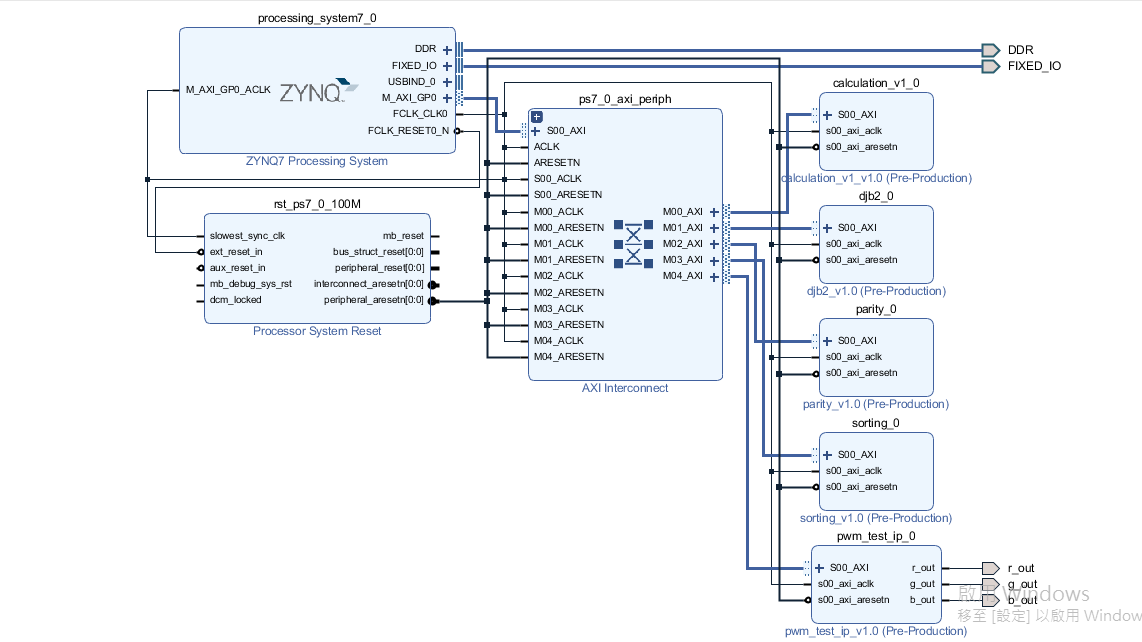 processing_system7_0
DDR
FIXED_IO
USBIND_0
M_AXI_GP0
FCLK_CLK0
FCLK_RESET0_N
M_AXI_GP0_ACLK
ZYNQ
ZYNQ7 Processing System
rst_ps7_0_100M
slowest_sync_clk
ext_reset_in
aux_reset_in
mb_debug_sys_rst
dcm_locked
mb_reset
bus_struct_reset[0:0]
peripheral_reset[0:0]
interconnect_aresetn[0:0]
peripheral_aresetn[0:0]
Processor System Reset
ps7_0_axi_periph
S00_AXI
ACLK
ARESETN
S00_ACLK
S00_ARESETN
M00_ACLK
M00_ARESETN
M01_ACLK
M01_ARESETN
M02_ACLK
M02_ARESETN
M03_ACLK
M03_ARESETN
M04_ACLK
M04_ARESETN
M00_AXI
M01_AXI
M02_AXI
M03_AXI
M04_AXI
AXI Interconnect
DDR
FIXED_IO
calculation_v1_0
S00_AXI
s00_axi_aclk
s00_axi_aresetn
calculation_v1_v1.0 (Pre-Production)
djb2_0
S00_AXI
s00_axi_aclk
s00_axi_aresetn
djb2_v1.0 (Pre-Production)
parity_0
S00_AXI
s00_axi_aclk
s00_axi_aresetn
parity_v1.0 (Pre-Production)
sorting_0
S00_AXI
s00_axi_aclk
s00_axi_aresetn
sorting_v1.0 (Pre-Production)
pwm_test_ip_0
S00_AXI
s00_axi_aclk
s00_axi_aresetn
r_out
g_out
b_out
pwm_test_ip_v1.0 (Pre-Production)
r_out
g_out
b_out
啟用 Windows
移至 [設定] 以啟用 Window